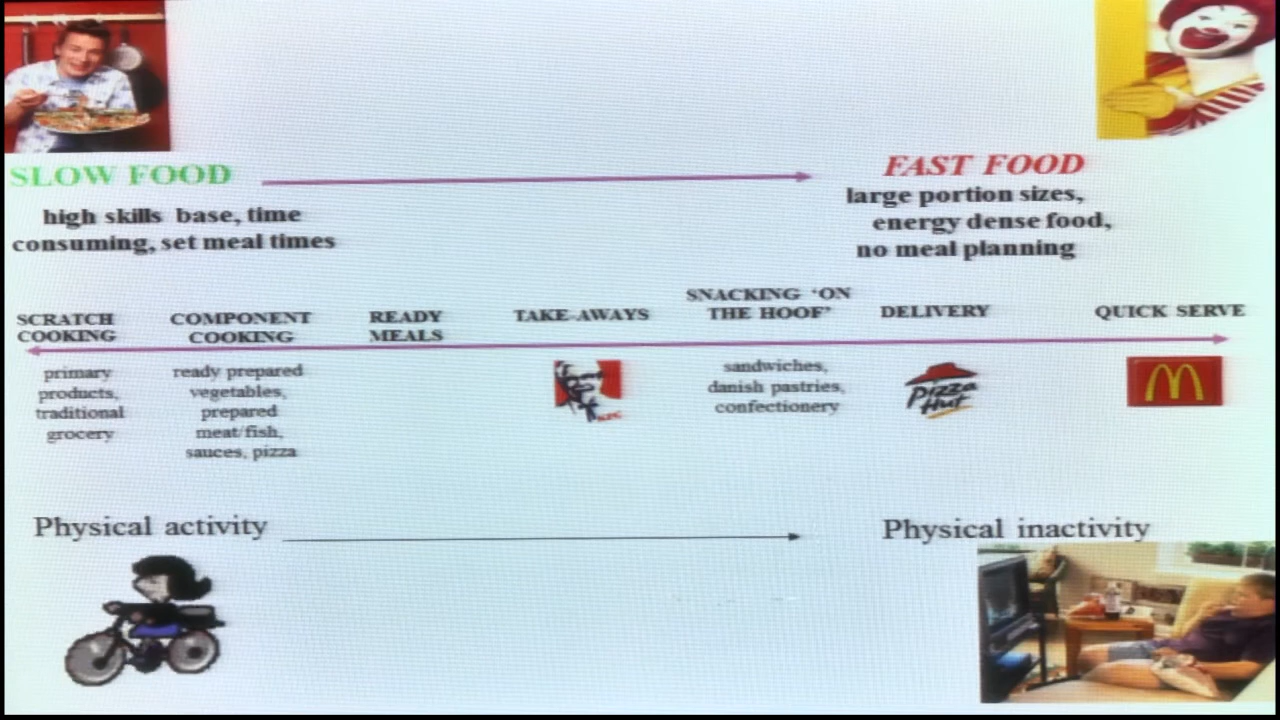 SLOW FOOD
FAST FOOD
high skills base, time
consuming, set meal times
large portion sizes,
energy dense food,
no meal planning
SCRATCH
COOKING
COMPONENT
COOKING
READY
MEALS
TAKE-AWAYS
SNACKING ‘ON
THE HOOF’
DELIVERY
QUICK SERVE
primary
products,
traditional
grocery
ready prepared
vegetables,
prepared
meat/fish,
sauces, pizza
KFC
sandwiches,
danish pastries,
confectionery
Pizza
Hut
M
Physical activity
Physical inactivity